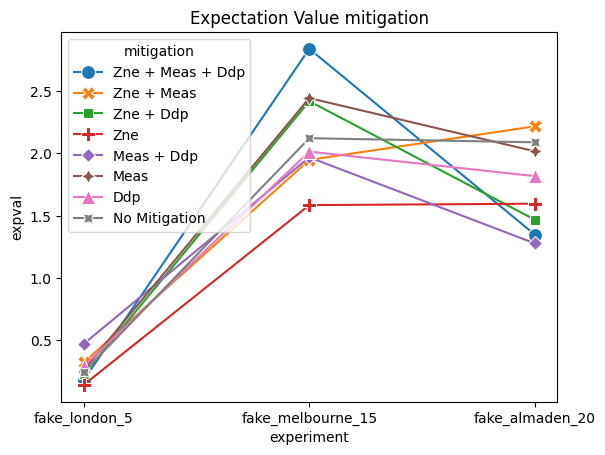 Expectation Value mitigation
mitigation
Zne + Meas + Ddp
Zne + Meas
Zne + Ddp
Zne
Meas + Ddp
Meas
Ddp
No Mitigation
expval
2.5
2.0
1.5
1.0
0.5
fake_london_5
fake_melbourne_15
fake_almaden_20
experiment